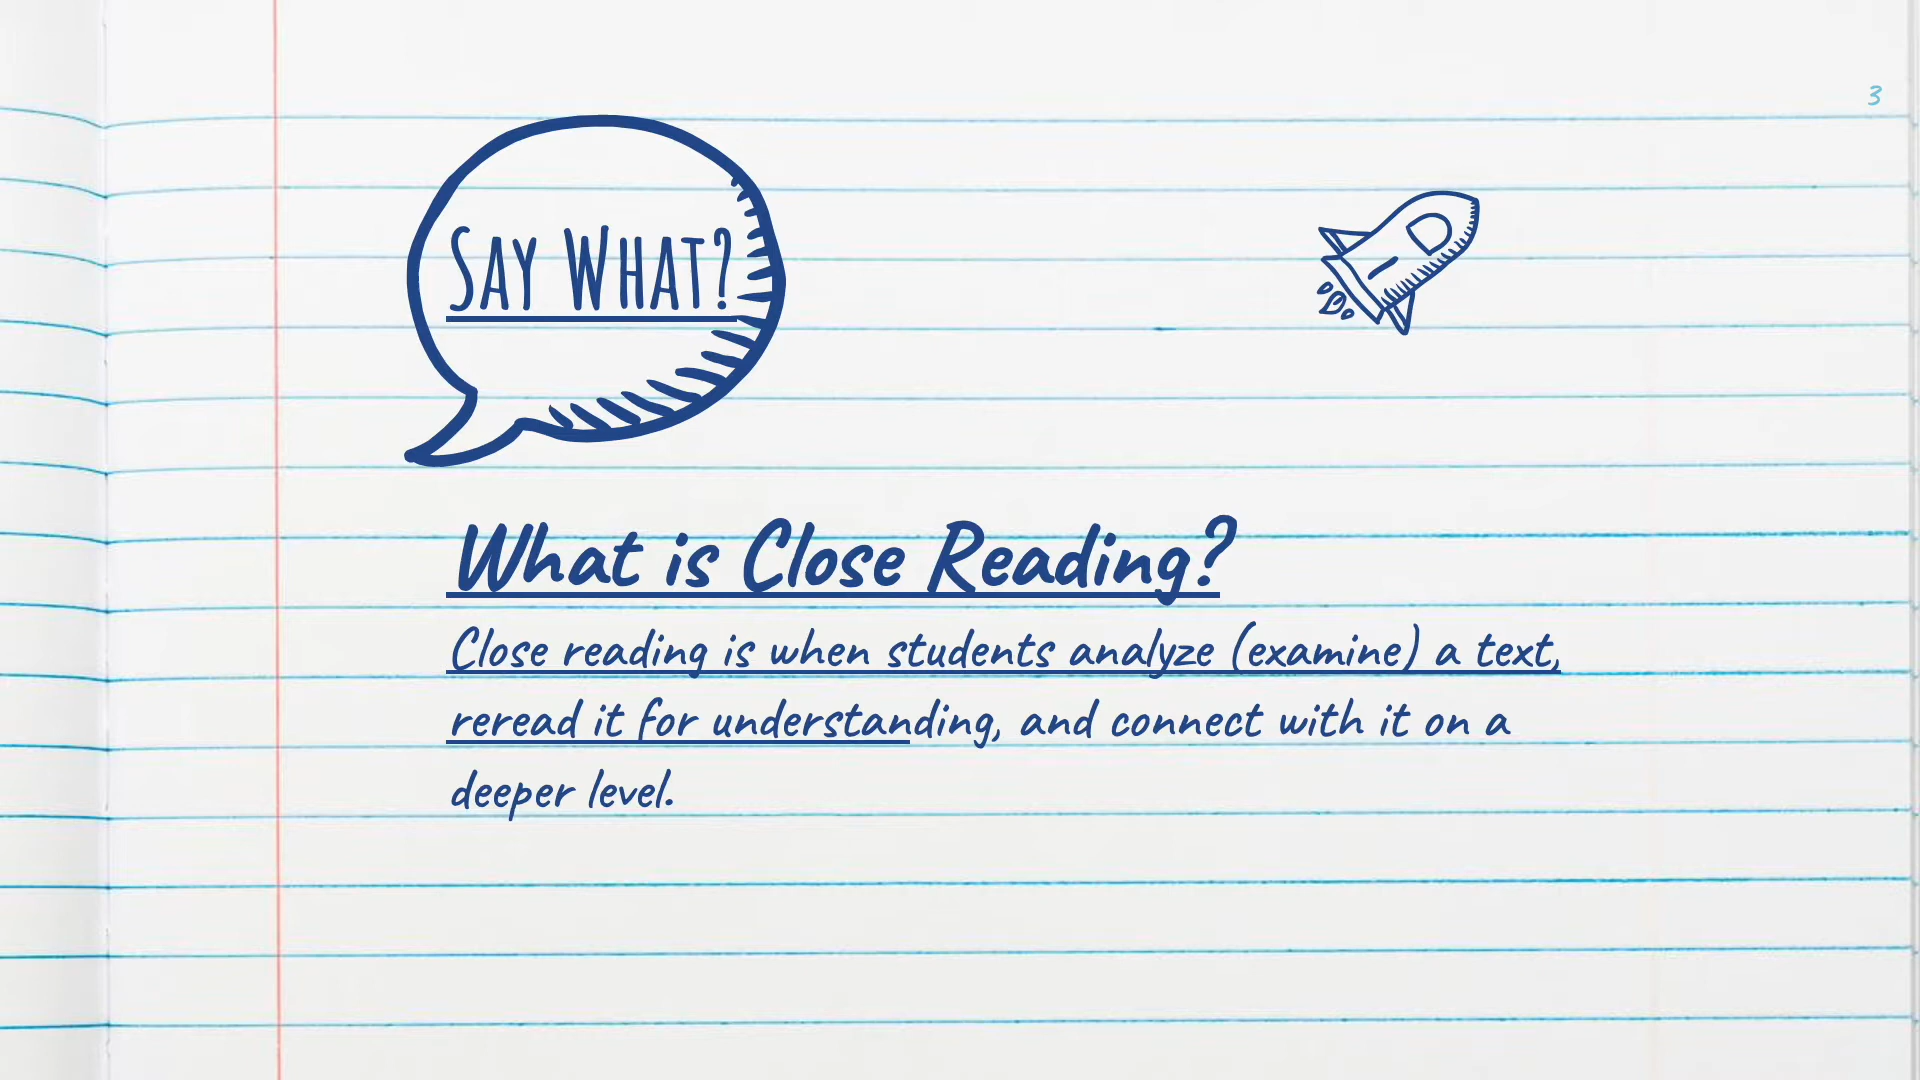 3
Say What?
What is Close Reading?
Close reading is when students analyze (examine) a text,
reread it for understanding, and connect with it on a
deeper level.